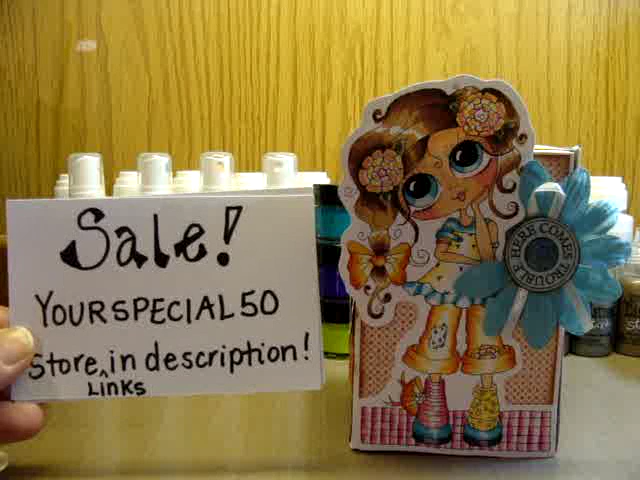 Sale!
YOURSPECIAL50
Store ^ in description!
Links
HERE COMES TROUBLE